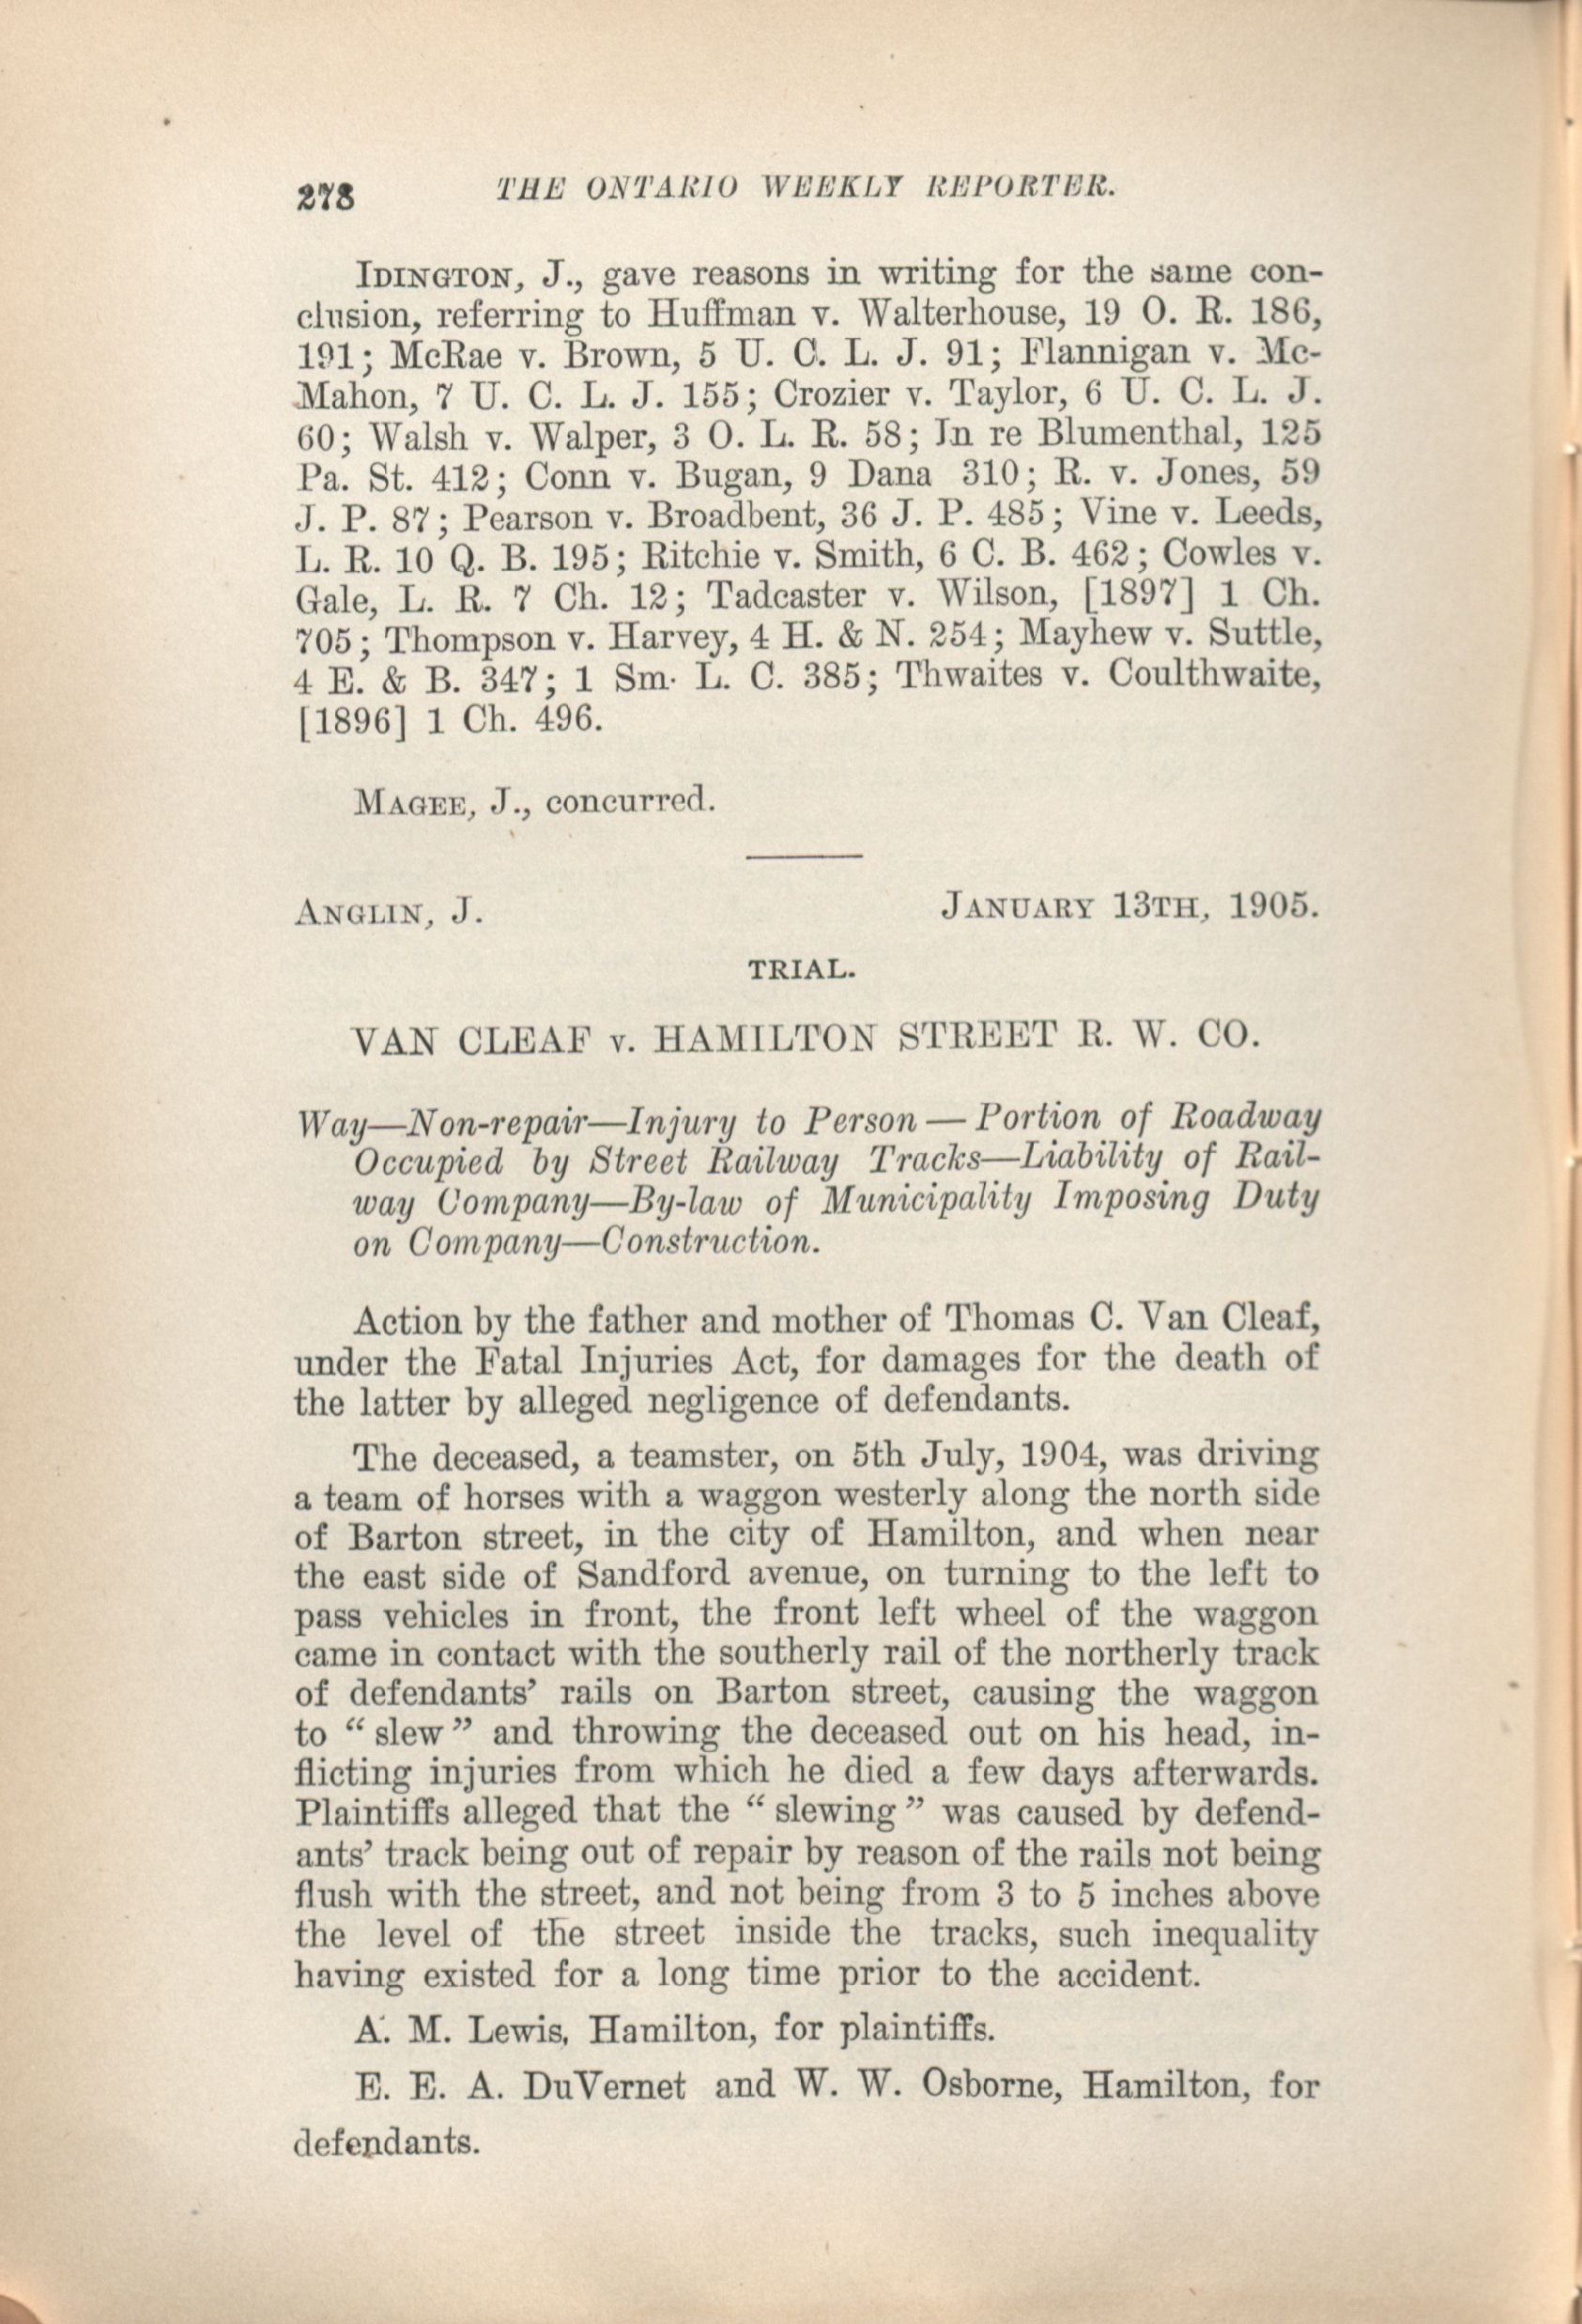 278 THE ONTARIO WEEKLY REPORTER.
IDINGTON, J., gave reasons in writing for the same con-
clusion, referring to Huffman v. Walterhouse, 19 O. R. 186,
191; McRae v. Brown, 5 U. C. L. J. 91; Flannigan v. Mc-
Mahon, 7 U. C. L. J. 155; Crozier v. Taylor, 6 U. C. L. J.
60; Walsh v. Walper, 3 O. L. R. 58; In re Blumenthal, 125
Pa. St. 412; Conn v. Bugan, 9 Dana 310; R. v. Jones, 59
J. P. 87; Pearson v. Broadbent, 36 J. P. 485; Vine v. Leeds,
L. R. 10 Q. B. 195; Ritchie v. Smith, 6 C. B. 462; Cowles v.
Gale, L. R. 7 Ch. 12; Tadcaster v. Wilson, [1897] 1 Ch.
705; Thompson v. Harvey, 4 H. & N. 254; Mayhew v. Suttle,
4 E. & B. 347; 1 Sm. L. C. 385; Thwaites v. Coulthwaite,
[1896] 1 Ch. 496.
MAGEE, J., concurred.
ANGLIN, J. JANUARY 13TH, 1905.
TRIAL.
VAN CLEAF v. HAMILTON STREET R. W. CO.
Way—Non-repair—Injury to Person — Portion of Roadway
Occupied by Street Railway Tracks—Liability of Rail-
way Company—By-law of Municipality Imposing Duty
on Company—Construction.
Action by the father and mother of Thomas C. Van Cleaf,
under the Fatal Injuries Act, for damages for the death of
the latter by alleged negligence of defendants.
The deceased, a teamster, on 5th July, 1904, was driving
a team of horses with a waggon westerly along the north side
of Barton street, in the city of Hamilton, and when near
the east side of Sandford avenue, on turning to the left to
pass vehicles in front, the front left wheel of the waggon
came in contact with the southerly rail of the northerly track
of defendants' rails on Barton street, causing the waggon
to “ slew ” and throwing the deceased out on his head, in-
flicting injuries from which he died a few days afterwards.
Plaintiffs alleged that the “ slewing ” was caused by defend-
ants' track being out of repair by reason of the rails not being
flush with the street, and not being from 3 to 5 inches above
the level of the street inside the tracks, such inequality
having existed for a long time prior to the accident.
A. M. Lewis, Hamilton, for plaintiffs.
E. E. A. DuVernet and W. W. Osborne, Hamilton, for
defendants.